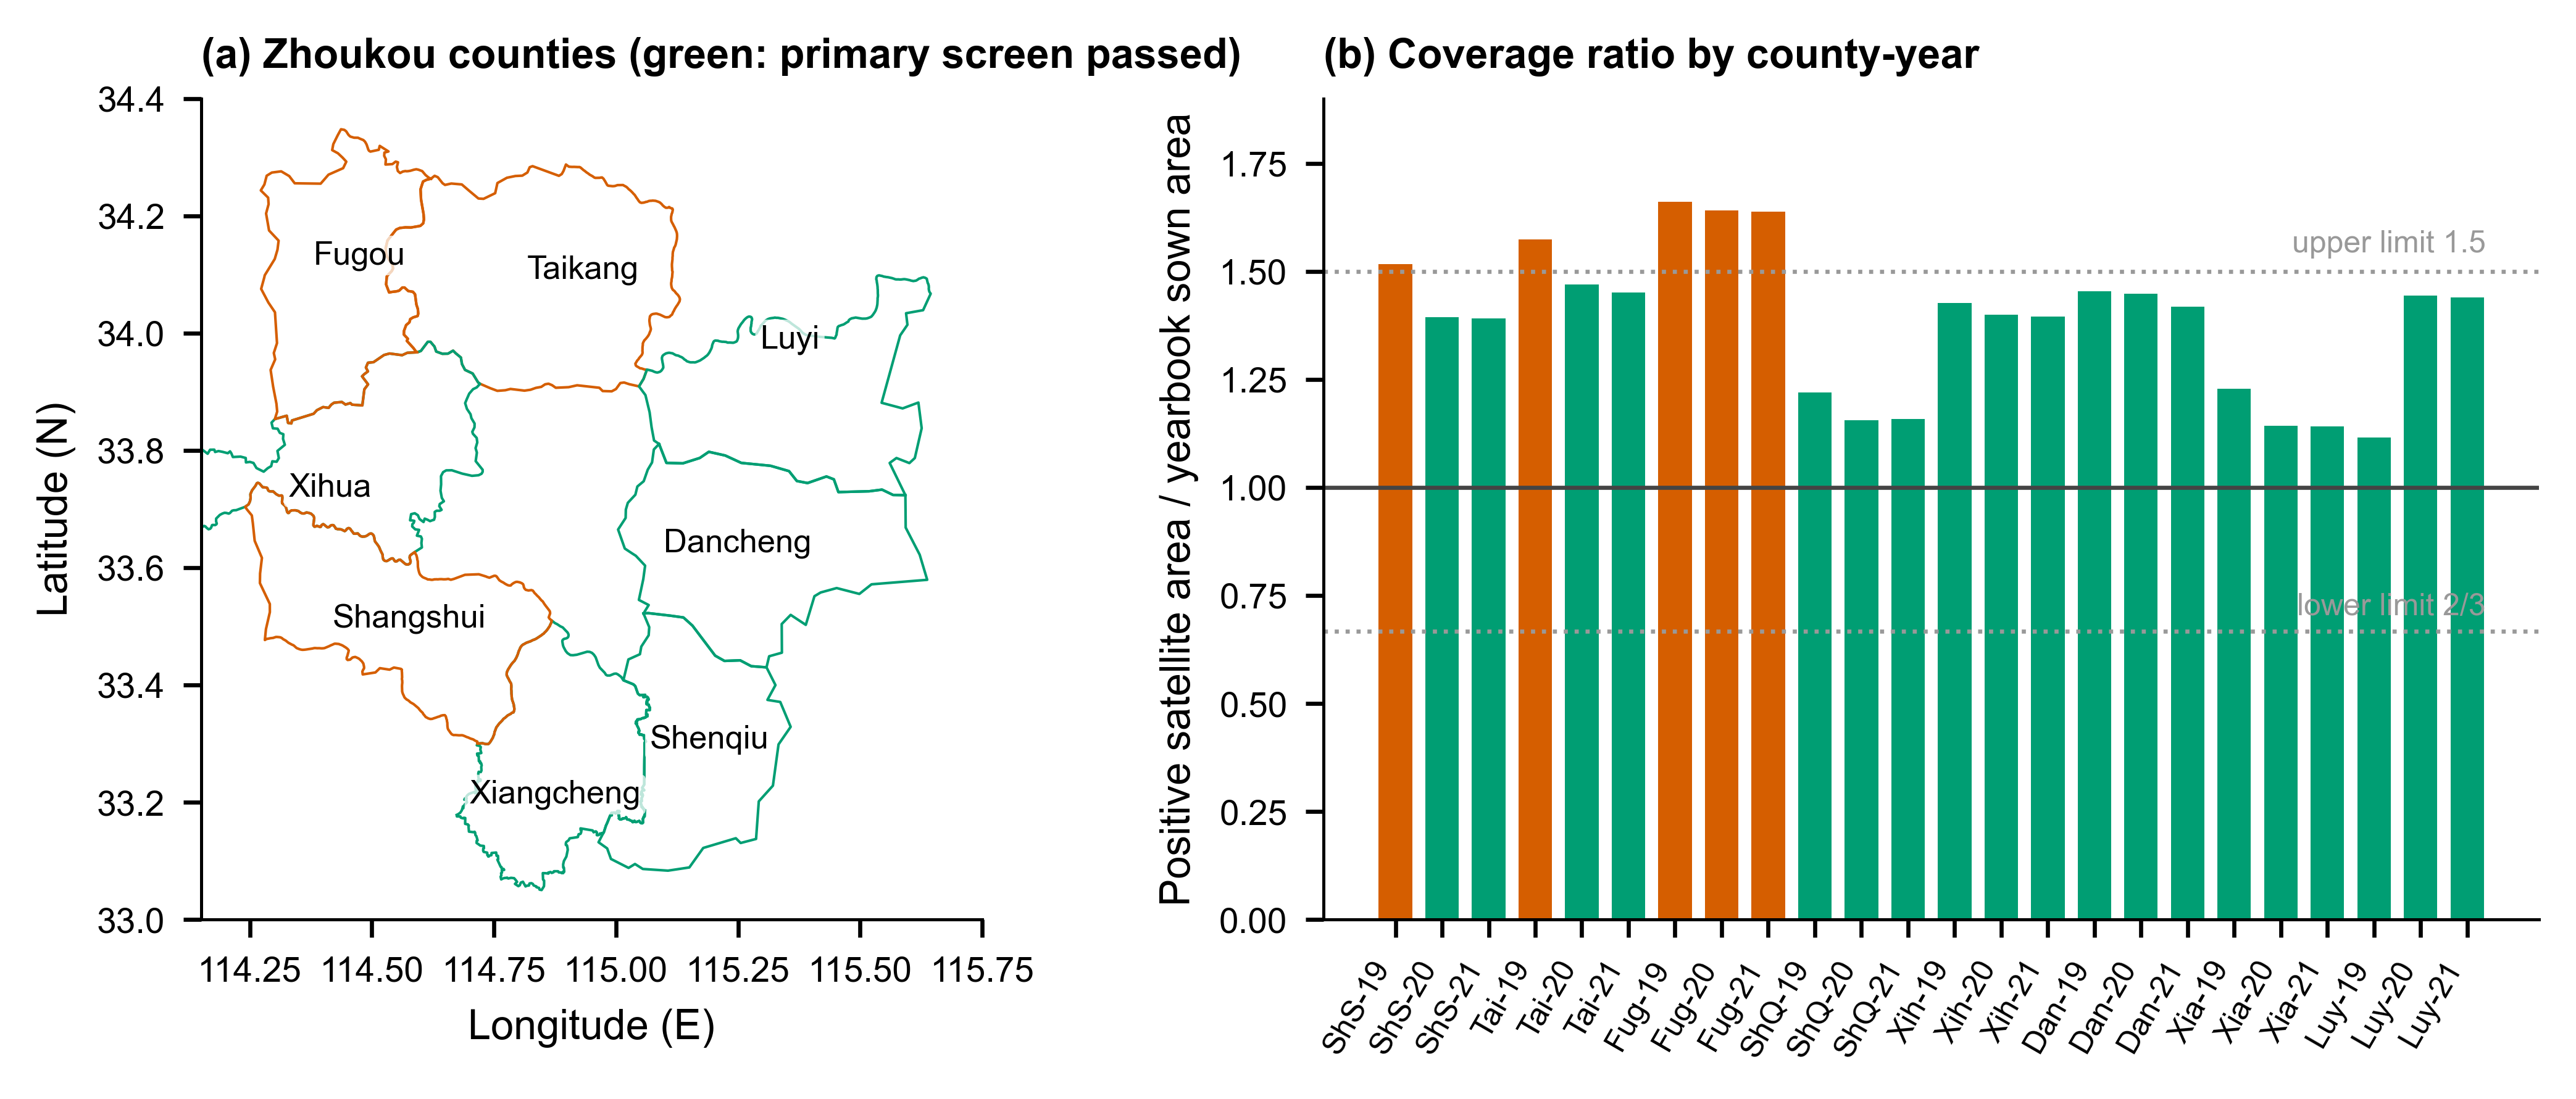 (a) Zhoukou counties (green: primary screen passed)
34.4
34.2
34.0
33.8
33.6
33.4
33.2
33.0
Latitude (N)
Fugou
Taikang
Luyi
Xihua
Dancheng
Shangshui
Shenqiu
Xiangcheng
114.25 114.50 114.75 115.00 115.25 115.50 115.75
Longitude (E)
(b) Coverage ratio by county-year
Positive satellite area / yearbook sown area
1.75
1.50
1.25
1.00
0.75
0.50
0.25
0.00
upper limit 1.5
lower limit 2/3
ShS-19
ShS-20
ShS-21
Tai-19
Tai-20
Tai-21
Fug-19
Fug-20
Fug-21
ShQ-19
ShQ-20
ShQ-21
Xih-19
Xih-20
Xih-21
Dan-19
Dan-20
Dan-21
Xia-19
Xia-20
Xia-21
Luy-19
Luy-20
Luy-21